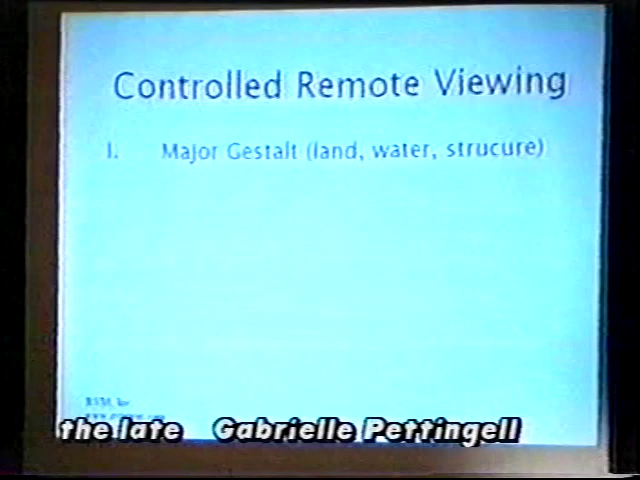 Controlled Remote Viewing
I. Major Gestalt (land, water, strucure)
the late Gabrielle Pettingell